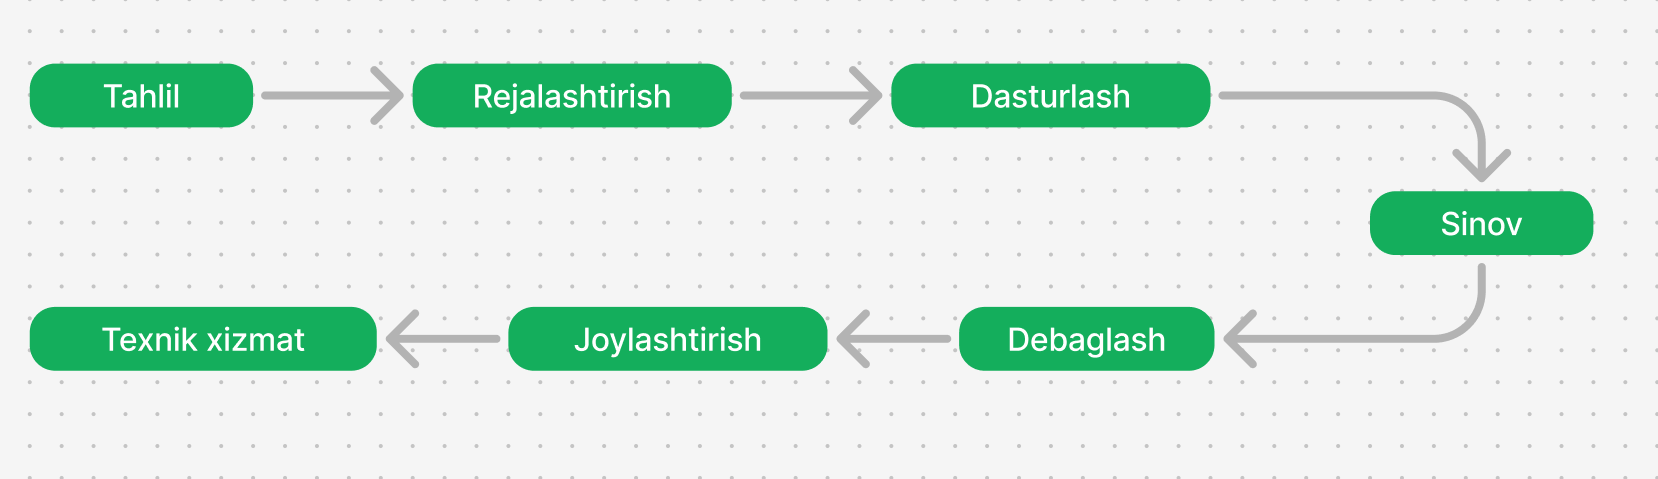 Tahlil
Rejalashtirish
Dasturlash
Sinov
Debaglash
Joylashtirish
Texnik xizmat